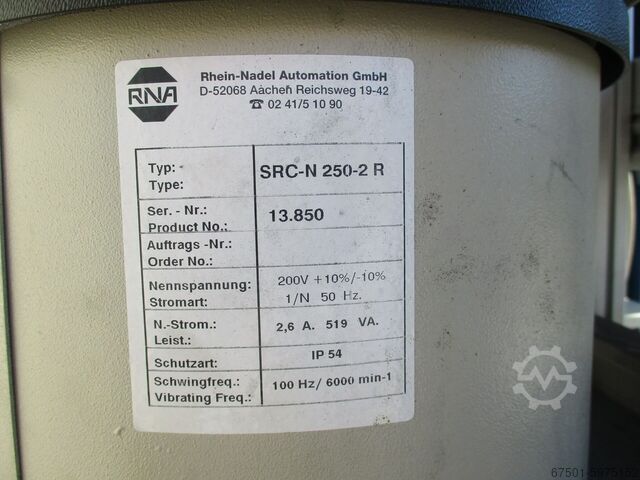 RNA
Rhein-Nadel Automation GmbH
D-52068 Aachen Reichsweg 19-42
☎ 02 41/5 10 90
Typ: SRC-N 250-2 R
Type:
Ser. - Nr.: 13.850
Product No.:
Auftrags -Nr.:
Order No.:
Nennspannung: 200V +10%/-10%
Stromart: 1/N 50 Hz.
N.-Strom.: 2,6 A. 519 VA.
Leist.:
Schutzart: IP 54
Schwingfreq.: 100 Hz/ 6000 min-1
Vibrating Freq.: